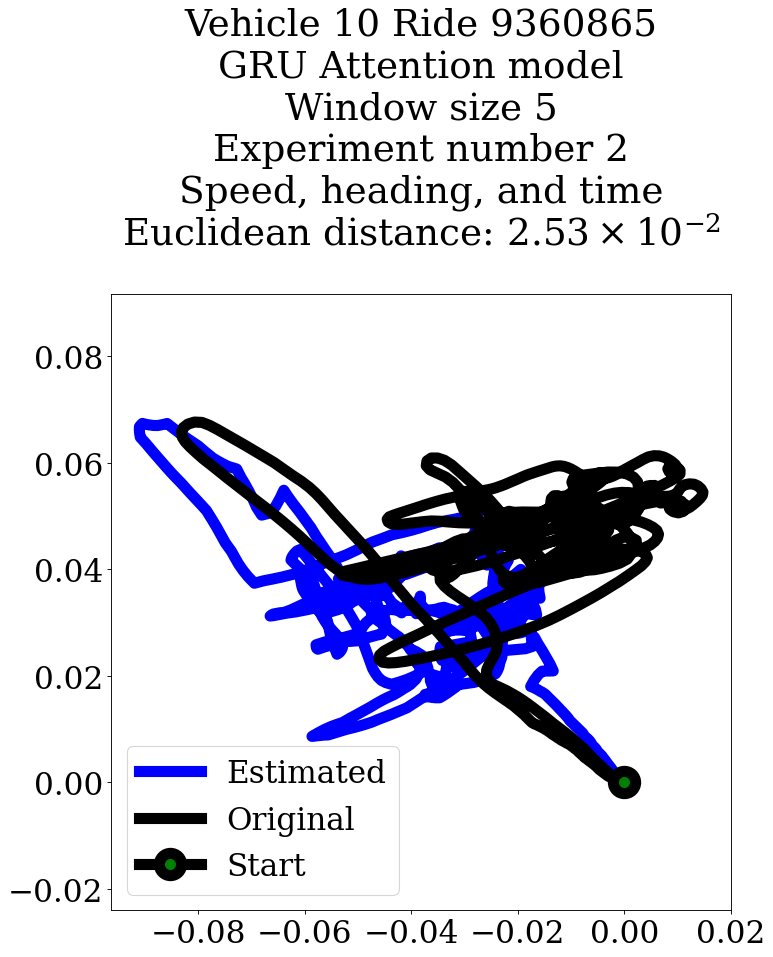 Vehicle 10 Ride 9360865
GRU Attention model
Window size 5
Experiment number 2
Speed, heading, and time
Euclidean distance: 2.53 × 10⁻²
0.08
0.06
0.04
0.02
0.00
−0.02
Estimated
Original
Start
−0.08 −0.06 −0.04 −0.02 0.00 0.02